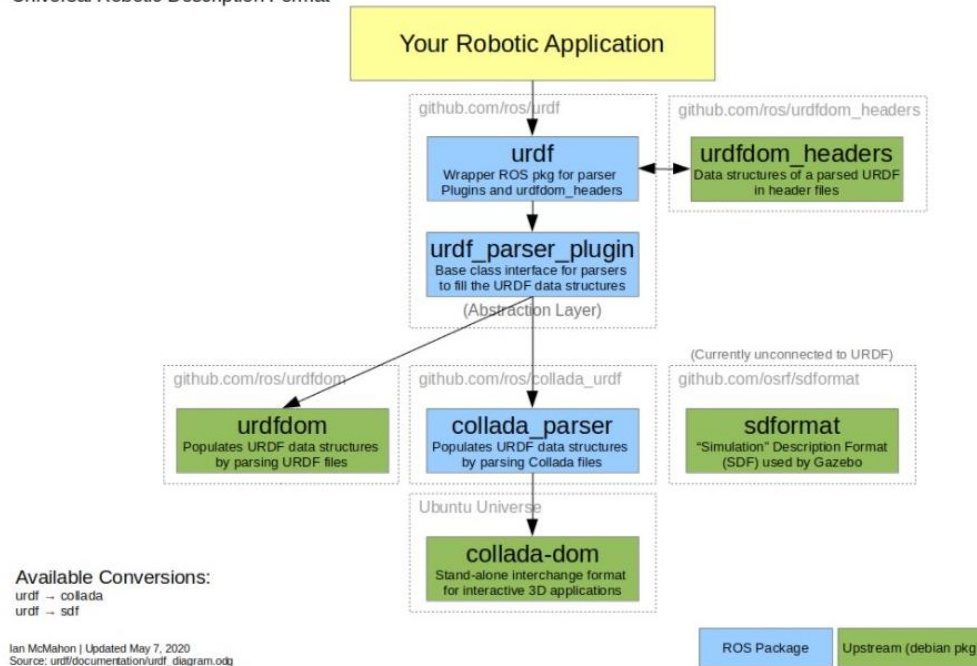 Universal Robotic Description Format
Your Robotic Application
github.com/ros/urdf
urdf
Wrapper ROS pkg for parser
Plugins and urdfdom_headers
github.com/ros/urdfdom_headers
urdfdom_headers
Data structures of a parsed URDF
in header files
urdf_parser_plugin
Base class interface for parsers
to fill the URDF data structures
(Abstraction Layer)
github.com/ros/urdfdom
urdfdom
Populates URDF data structures
by parsing URDF files
github.com/ros/collada_urdf
collada_parser
Populates URDF data structures
by parsing Collada files
(Currently unconnected to URDF)
github.com/osrf/sdformat
sdformat
“Simulation” Description Format
(SDF) used by Gazebo
Ubuntu Universe
collada-dom
Stand-alone interchange format
for interactive 3D applications
Available Conversions:
urdf → collada
urdf → sdf
Ian McMahon | Updated May 7, 2020
Source: urdf/documentation/urdf_diagram.odg
ROS Package
Upstream (debian pkg